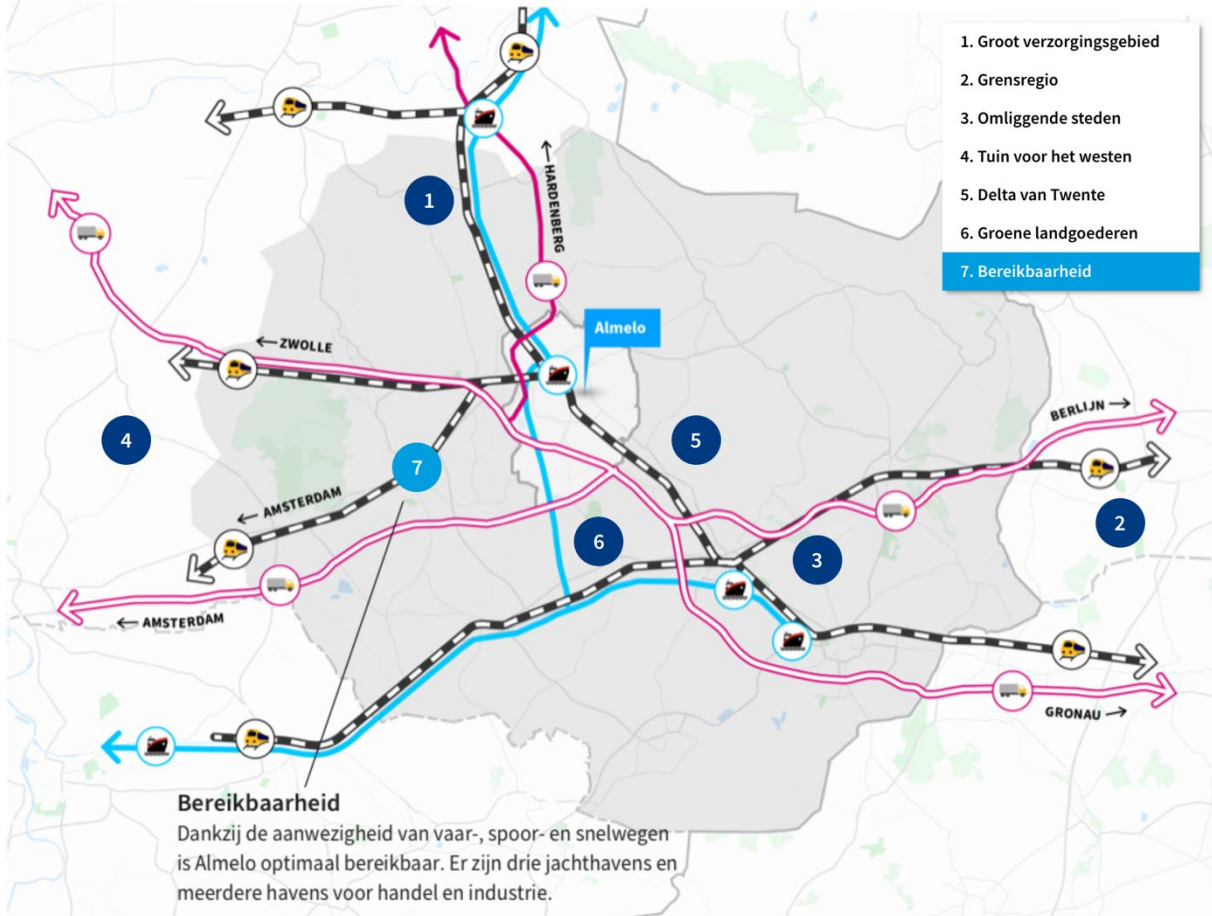 1. Groot verzorgingsgebied
2. Grensregio
3. Omliggende steden
4. Tuin voor het westen
5. Delta van Twente
6. Groene landgoederen
7. Bereikbaarheid
1
← HARDENBERG
Almelo
← ZWOLLE
BERLIJN →
4
5
7
← AMSTERDAM
2
6
3
← AMSTERDAM
GRONAU →
Bereikbaarheid
Dankzij de aanwezigheid van vaar-, spoor- en snelwegen
is Almelo optimaal bereikbaar. Er zijn drie jachthavens en
meerdere havens voor handel en industrie.